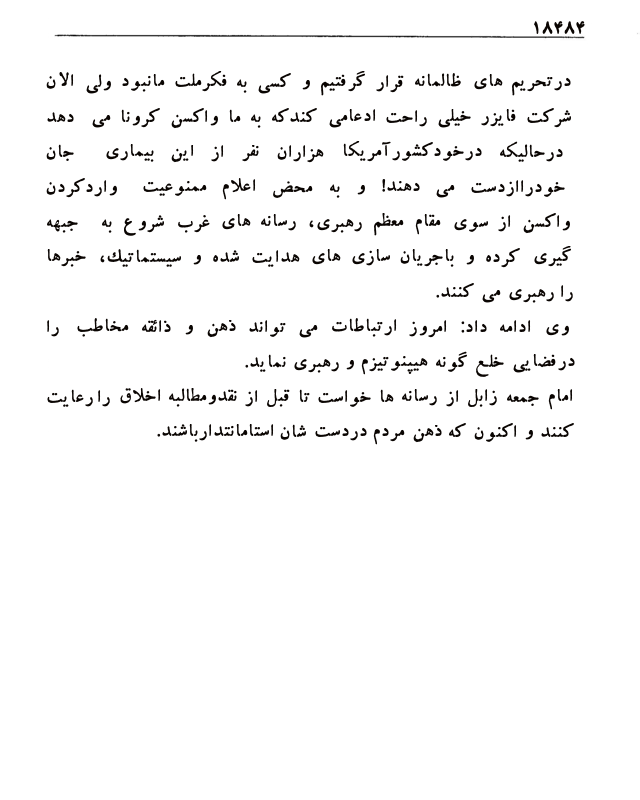 ۱۸۴۸۴
درتحریم های ظالمانه قرار گرفتیم و کسی به فکرملت مانبود ولی الان
شرکت فایزر خیلی راحت ادعامی کندکه به ما واکسن کرونا می دهد
درحالیکه درخودکشورآمریکا هزاران نفر از این بیماری جان
خودراازدست می دهند! و به محض اعلام ممنوعیت واردکردن
واکسن از سوی مقام معظم رهبری، رسانه های غرب شروع به جبهه
گیری کرده و باجریان سازی های هدایت شده و سیستماتیك، خبرها
را رهبری می کنند.
وی ادامه داد: امروز ارتباطات می تواند ذهن و ذائقه مخاطب را
درفضایی خلع گونه هیپنوتیزم و رهبری نماید.
امام جمعه زابل از رسانه ها خواست تا قبل از نقدومطالبه اخلاق را رعایت
کنند و اکنون که ذهن مردم دردست شان استامانتدارباشند.